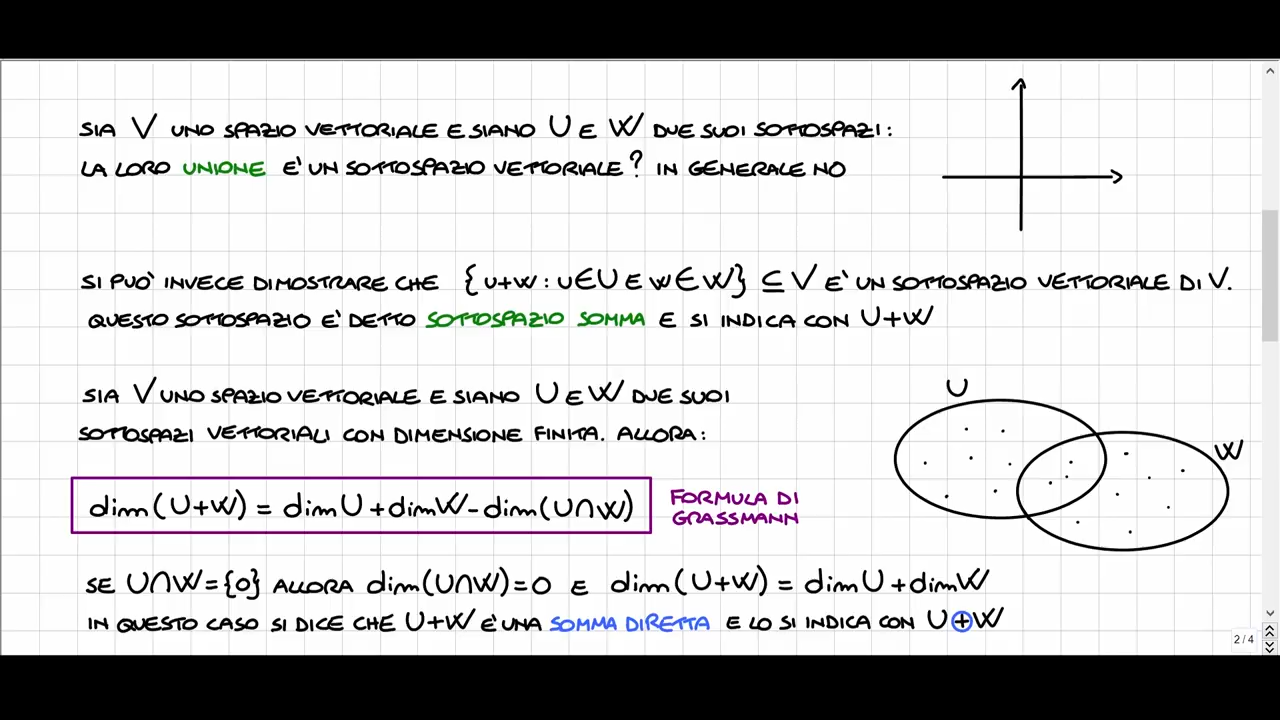 SIA V UNO SPAZIO VETTORIALE E SIANO U E W DUE SUOI SOTTOSPAZI:
LA LORO UNIONE E' UN SOTTOSPAZIO VETTORIALE? IN GENERALE NO
SI PUO' INVECE DIMOSTRARE CHE {u+w : u∈U E w∈W} ⊆ V E' UN SOTTOSPAZIO VETTORIALE DI V.
QUESTO SOTTOSPAZIO E' DETTO SOTTOSPAZIO SOMMA E SI INDICA CON U+W
SIA V UNO SPAZIO VETTORIALE E SIANO U E W DUE SUOI
SOTTOSPAZI VETTORIALI CON DIMENSIONE FINITA. ALLORA:
U
W
dim(U+W) = dimU + dimW - dim(U∩W)
FORMULA DI
GRASSMANN
SE U∩W={0} ALLORA dim(U∩W)=0 E dim(U+W) = dimU + dimW
IN QUESTO CASO SI DICE CHE U+W E' UNA SOMMA DIRETTA E LO SI INDICA CON U⊕W
2/4